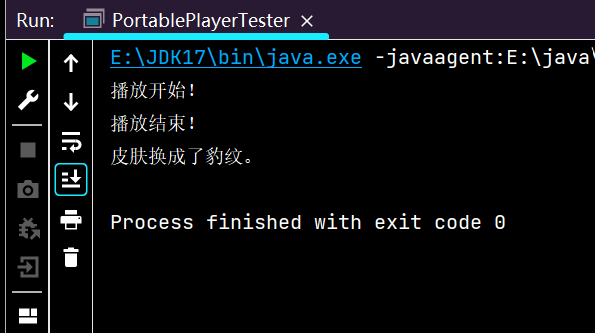 Run: PortablePlayerTester
E:\JDK17\bin\java.exe -javaagent:E:\java\
播放开始！
播放结束！
皮肤换成了豹纹。
Process finished with exit code 0